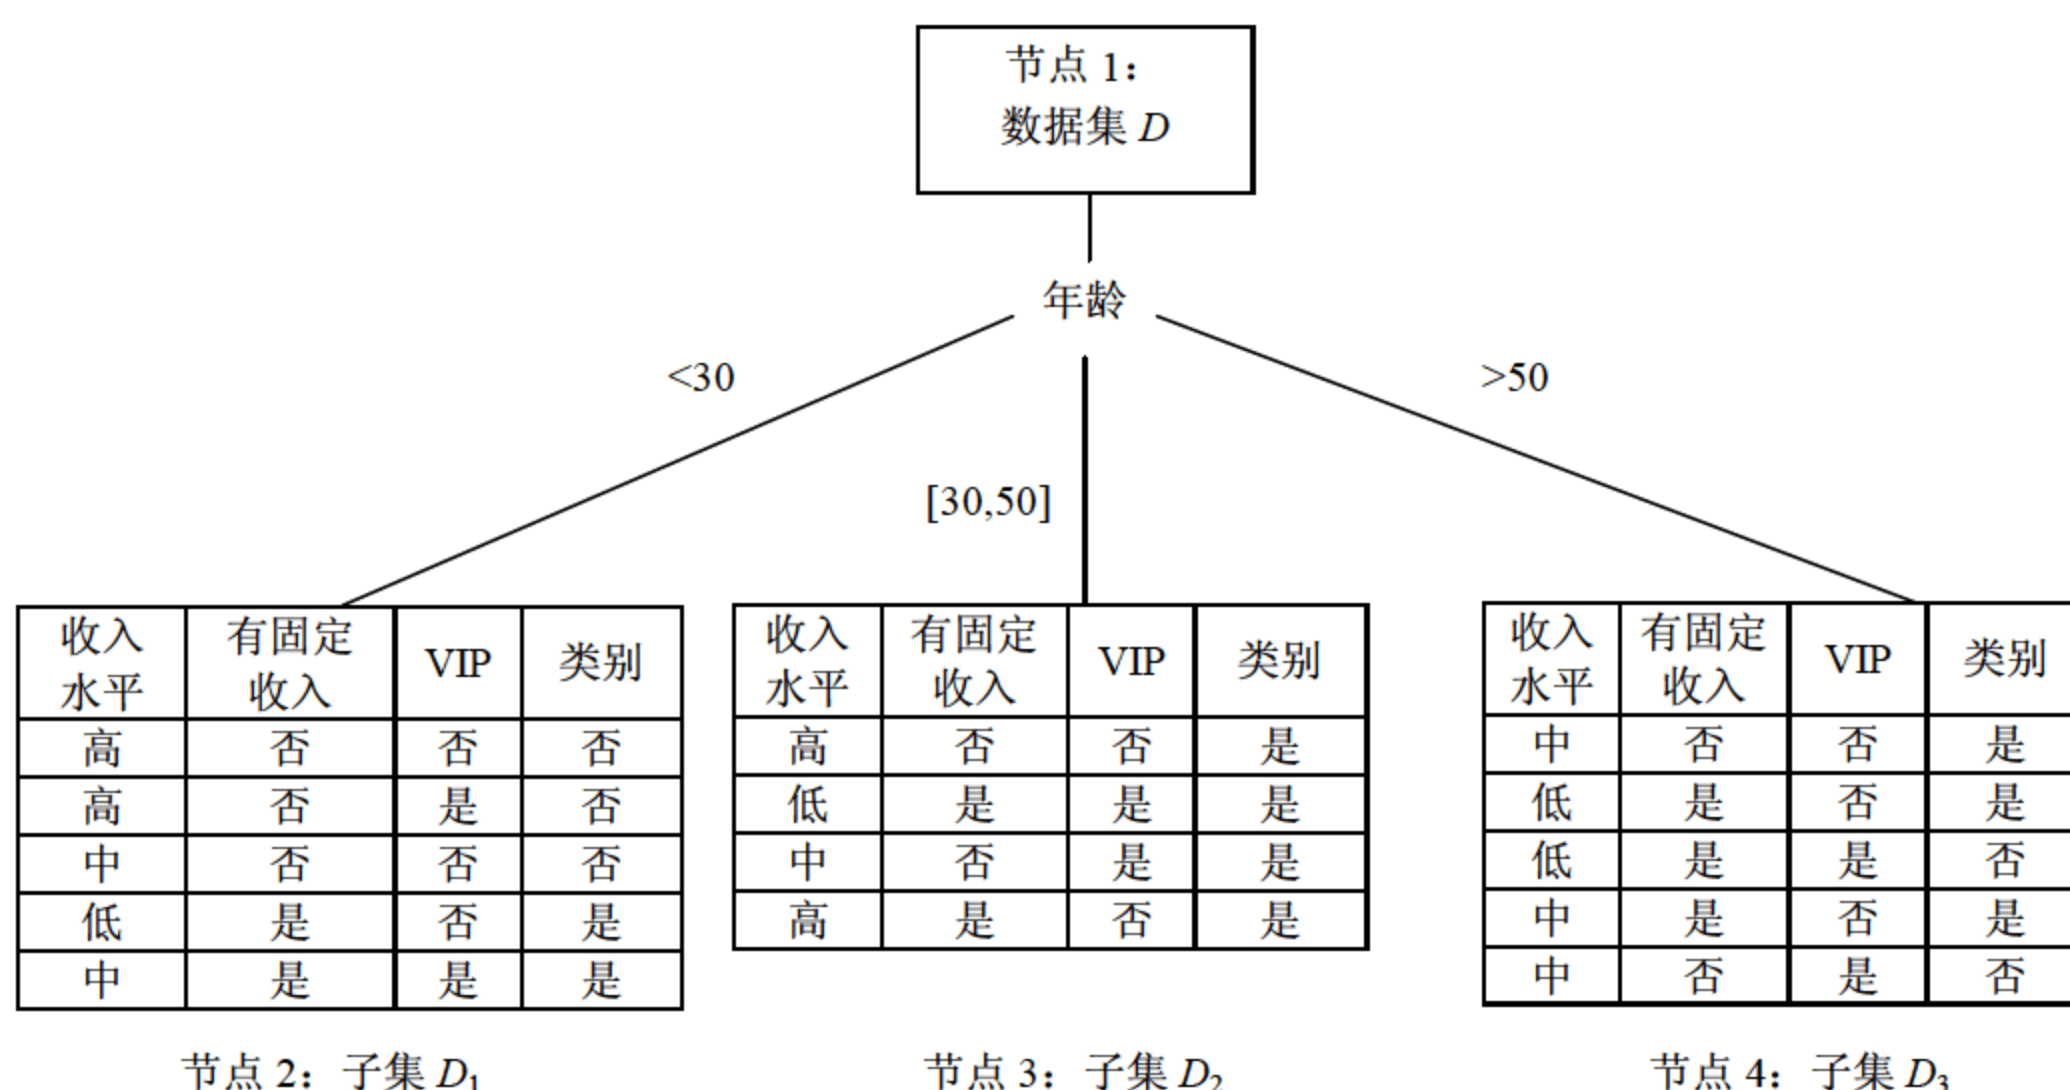 节点 1：
数据集 D
年龄
<30
>50
[30,50]
收入水平 有固定收入 VIP 类别
高 否 否 否
高 否 是 否
中 否 否 否
低 是 否 是
中 是 是 是
节点 2：子集 D₁
收入水平 有固定收入 VIP 类别
高 否 否 是
低 是 是 是
中 否 是 是
高 是 否 是
节点 3：子集 D₂
收入水平 有固定收入 VIP 类别
中 否 否 是
低 是 否 是
低 是 是 否
中 是 否 是
中 否 是 否
节点 4：子集 D₃